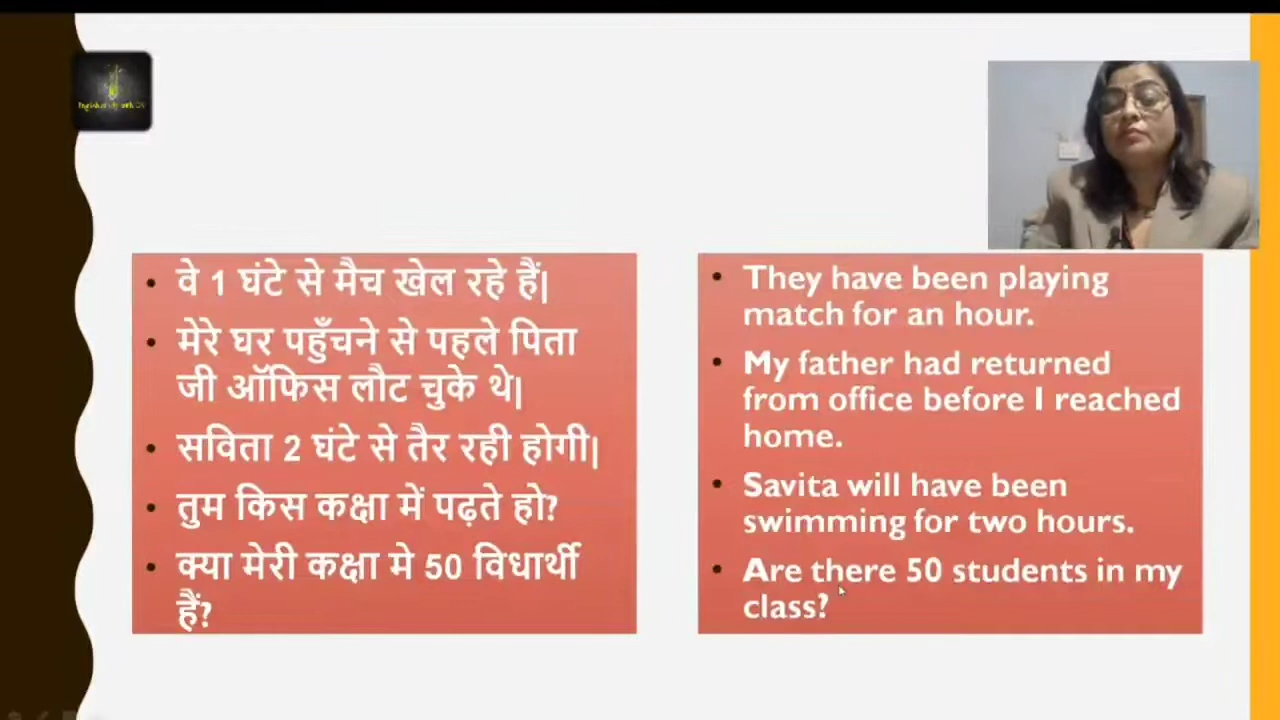 वे 1 घंटे से मैच खेल रहे हैं|
मेरे घर पहुँचने से पहले पिता
जी ऑफिस लौट चुके थे|
सविता 2 घंटे से तैर रही होगी|
तुम किस कक्षा में पढ़ते हो?
क्या मेरी कक्षा मे 50 विधार्थी
हैं?
They have been playing
match for an hour.
My father had returned
from office before I reached
home.
Savita will have been
swimming for two hours.
Are there 50 students in my
class?